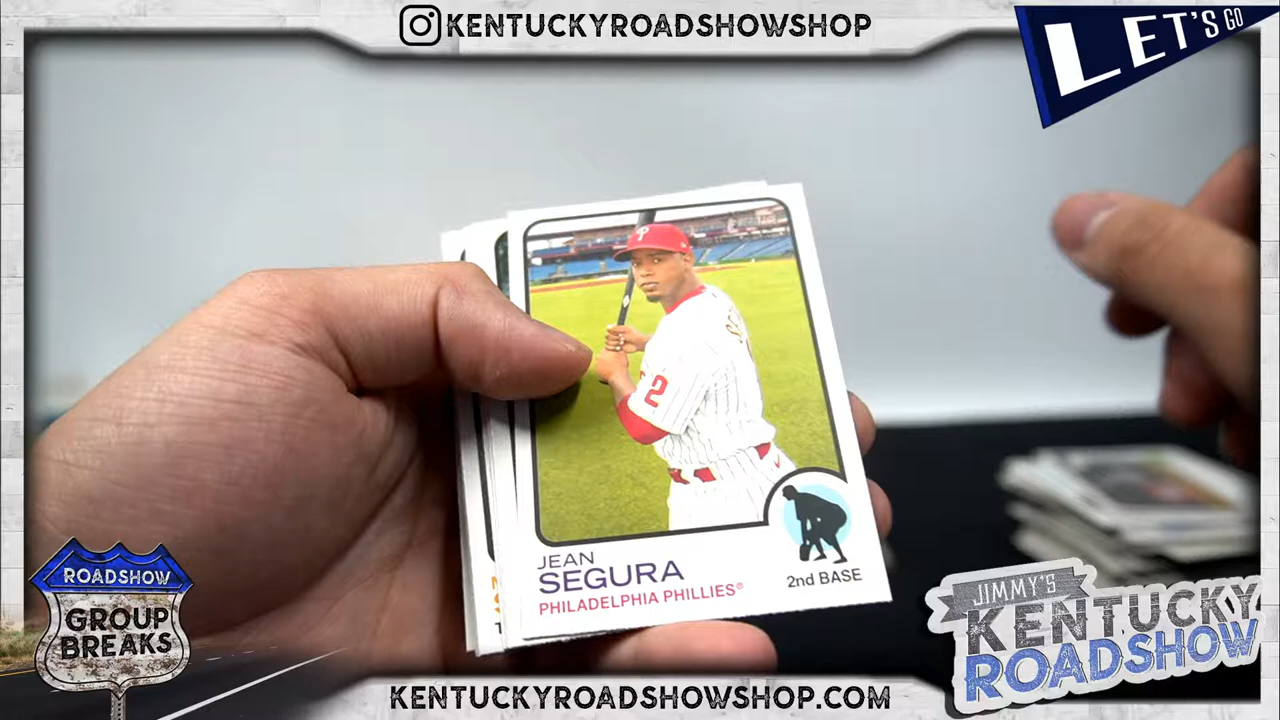 KENTUCKYROADSHOWSHOP
LET'S GO
P
2
JEAN
SEGURA
PHILADELPHIA PHILLIES®
2nd BASE
ROADSHOW
GROUP
BREAKS
JIMMY'S
KENTUCKY
ROADSHOW
KENTUCKYROADSHOWSHOP.COM